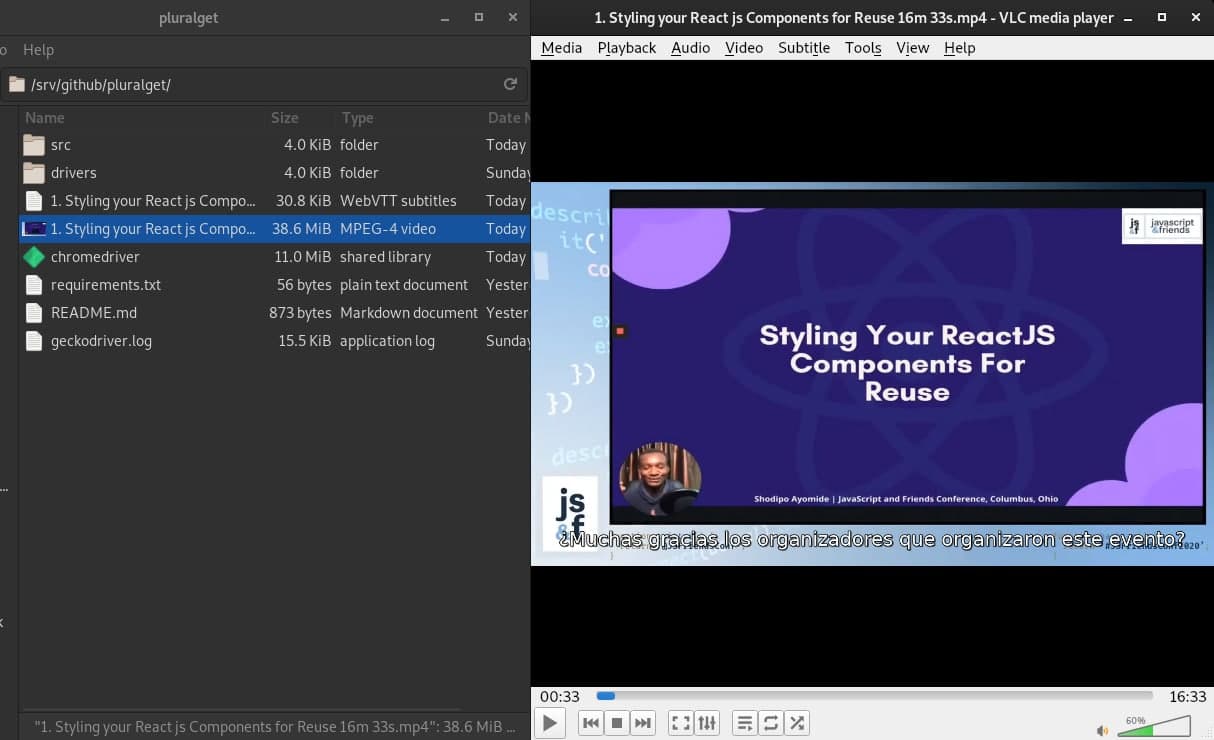 pluralget
o Help
/srv/github/pluralget/
Name Size Type Date N
src 4.0 KiB folder Today
drivers 4.0 KiB folder Sunday
1. Styling your React js Compo... 30.8 KiB WebVTT subtitles Today
1. Styling your React js Compo... 38.6 MiB MPEG-4 video Today
chromedriver 11.0 MiB shared library Today
requirements.txt 56 bytes plain text document Yester
README.md 873 bytes Markdown document Yester
geckodriver.log 15.5 KiB application log Sunday
"1. Styling your React js Components for Reuse 16m 33s.mp4": 38.6 MiB ...
1. Styling your React js Components for Reuse 16m 33s.mp4 - VLC media player
Media Playback Audio Video Subtitle Tools View Help
describ
it('
co
ex
e
})
})
descr
js
&f
javascript
&friends
Styling Your ReactJS
Components For
Reuse
Shodipo Ayomide | JavaScript and Friends Conference, Columbus, Ohio
js
&f
¿Muchas gracias los organizadores que organizaron este evento?
00:33 16:33
60%